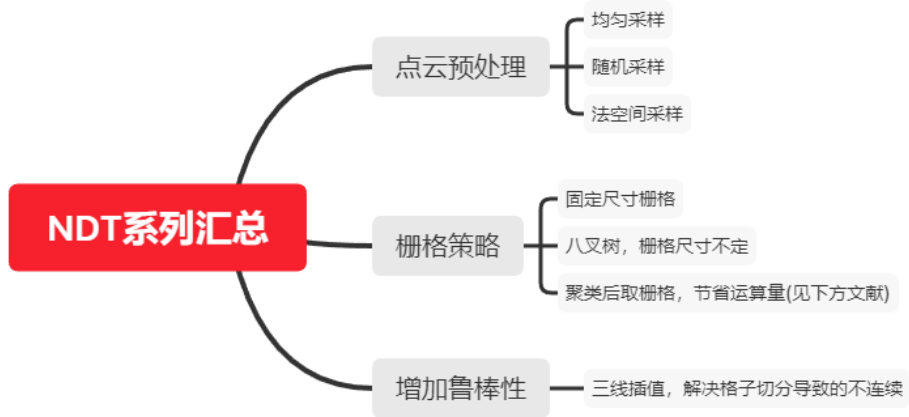 NDT系列汇总
点云预处理
均匀采样
随机采样
法空间采样
栅格策略
固定尺寸栅格
八叉树，栅格尺寸不定
聚类后取栅格，节省运算量(见下方文献)
增加鲁棒性
三线插值，解决格子切分导致的不连续